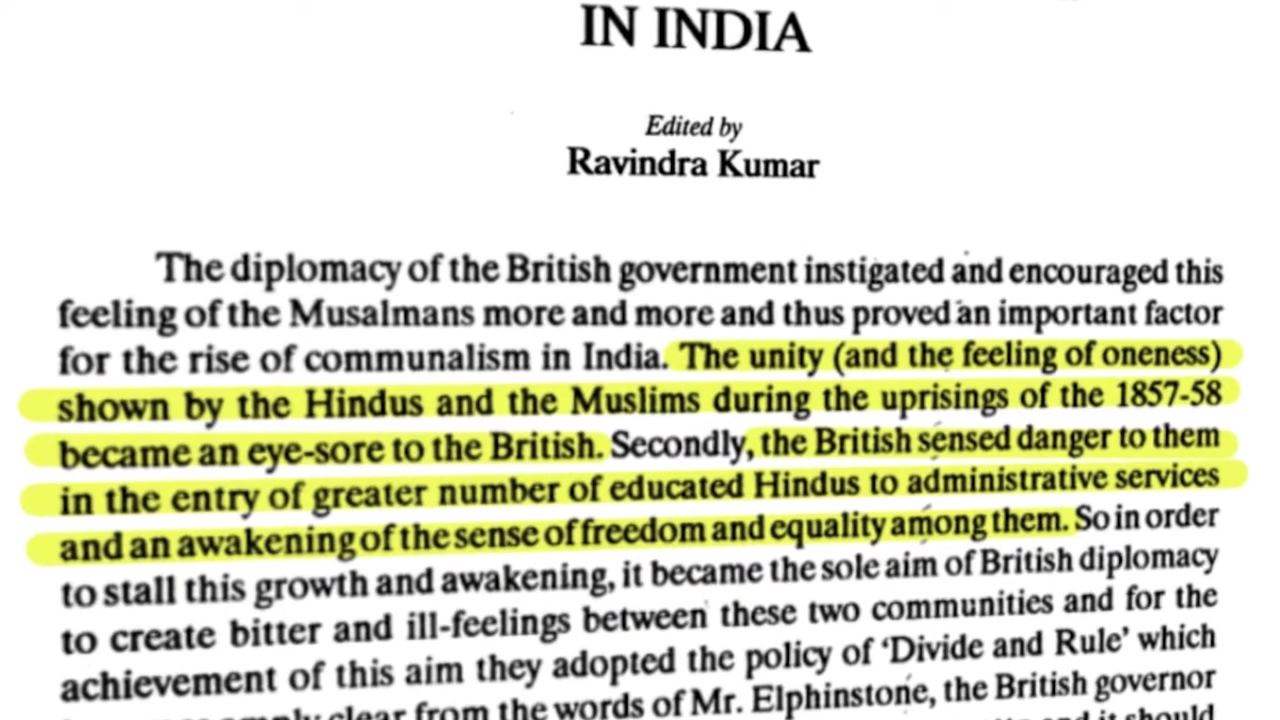 IN INDIA
Edited by
Ravindra Kumar
The diplomacy of the British government instigated and encouraged this
feeling of the Musalmans more and more and thus proved an important factor
for the rise of communalism in India. The unity (and the feeling of oneness)
shown by the Hindus and the Muslims during the uprisings of the 1857-58
became an eye-sore to the British. Secondly, the British sensed danger to them
in the entry of greater number of educated Hindus to administrative services
and an awakening of the sense of freedom and equality among them. So in order
to stall this growth and awakening, it became the sole aim of British diplomacy
to create bitter and ill-feelings between these two communities and for the
achievement of this aim they adopted the policy of ‘Divide and Rule’ which
clear from the words of Mr. Elphinstone, the British governor
it should